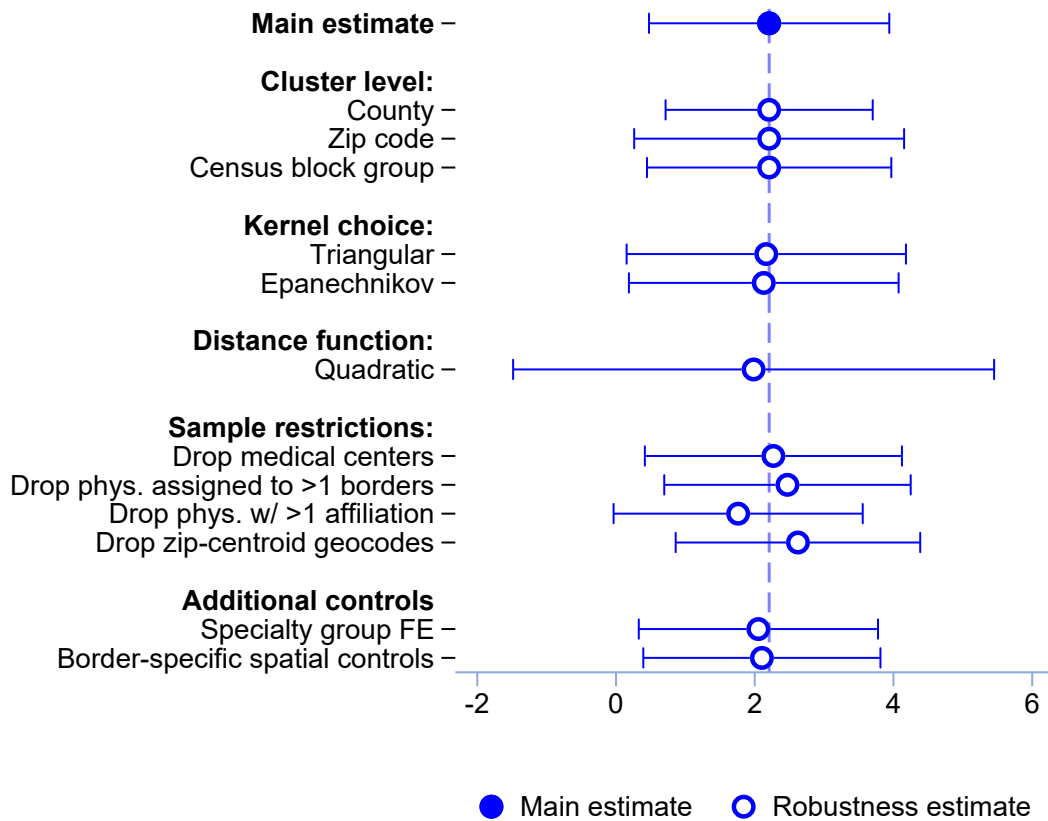 Main estimate
Cluster level:
County
Zip code
Census block group
Kernel choice:
Triangular
Epanechnikov
Distance function:
Quadratic
Sample restrictions:
Drop medical centers
Drop phys. assigned to >1 borders
Drop phys. w/ >1 affiliation
Drop zip-centroid geocodes
Additional controls
Specialty group FE
Border-specific spatial controls
-2 0 2 4 6
Main estimate Robustness estimate